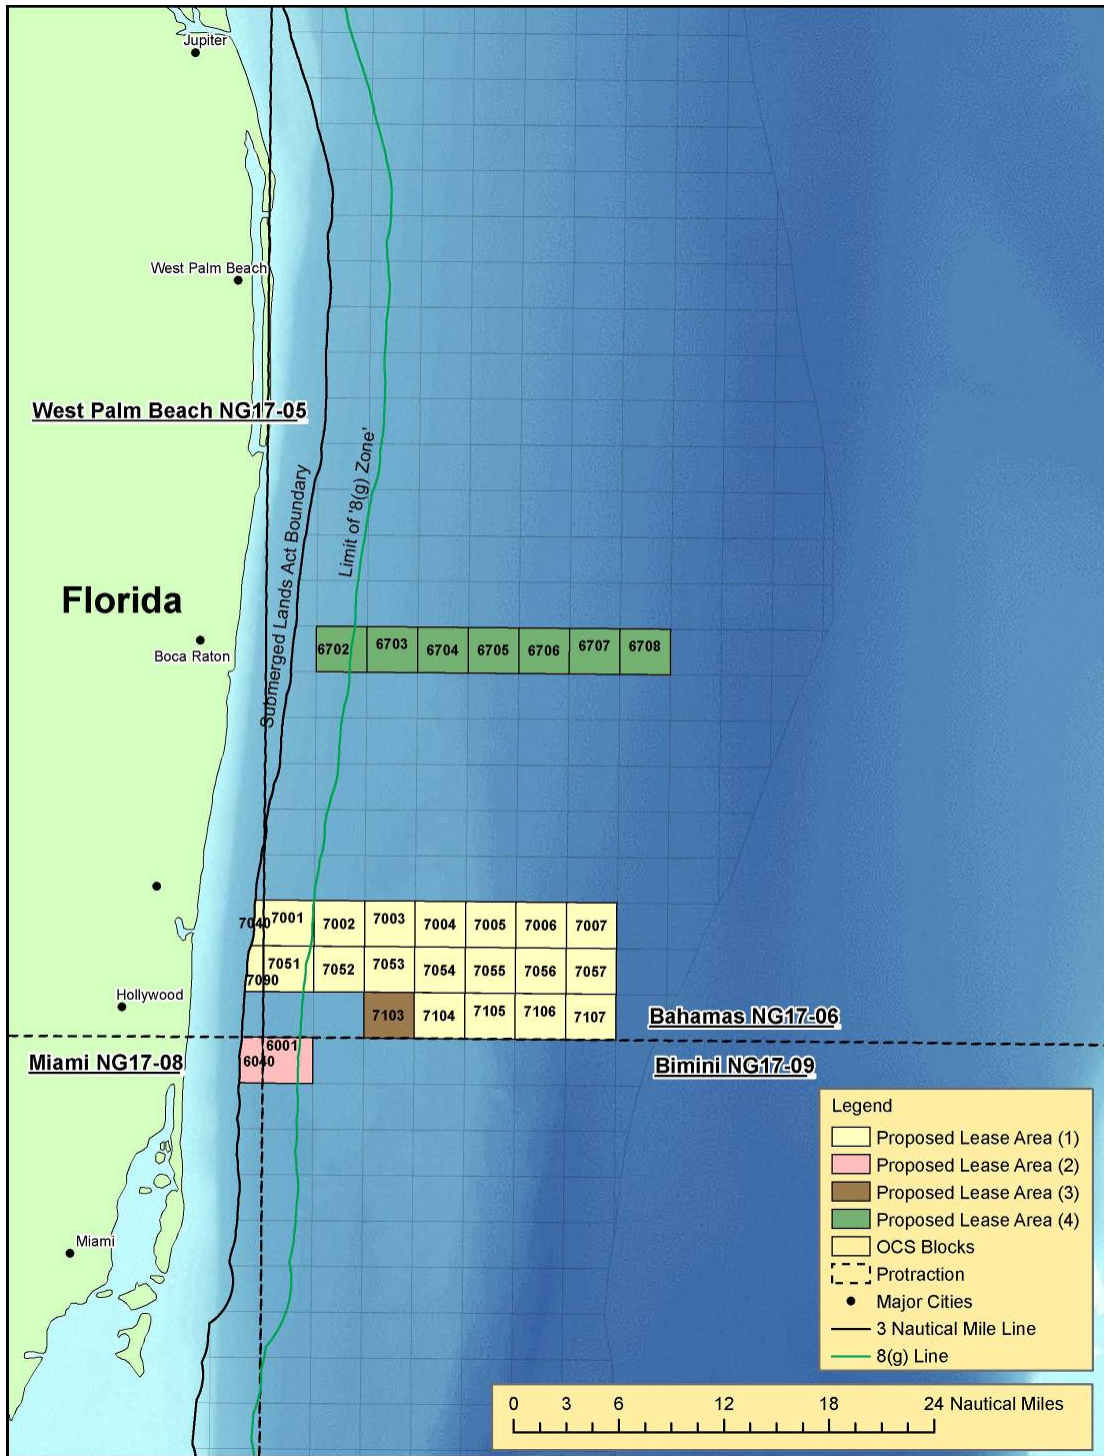 Jupiter
West Palm Beach
West Palm Beach NG17-05
Submerged Lands Act Boundary
Limit of '8(g) Zone'
Florida
Boca Raton
6702 6703 6704 6705 6706 6707 6708
7040 7001 7002 7003 7004 7005 7006 7007
7090 7051 7052 7053 7054 7055 7056 7057
Hollywood
7103 7104 7105 7106 7107
Bahamas NG17-06
Miami NG17-08
6040 6001
Bimini NG17-09
Miami
Legend
Proposed Lease Area (1)
Proposed Lease Area (2)
Proposed Lease Area (3)
Proposed Lease Area (4)
OCS Blocks
Protraction
Major Cities
3 Nautical Mile Line
8(g) Line
0 3 6 12 18 24 Nautical Miles